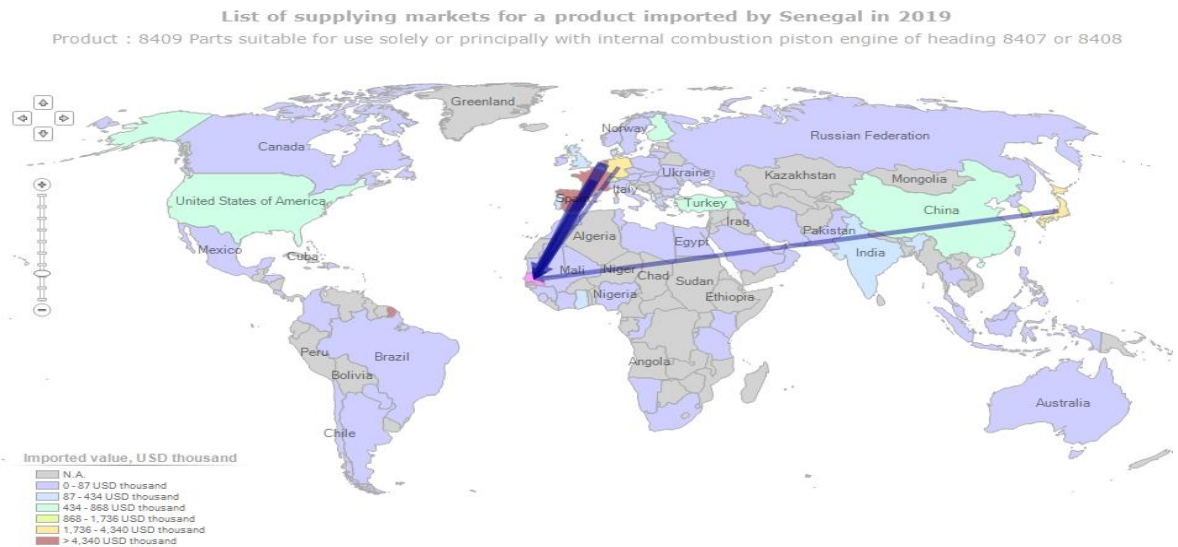 List of supplying markets for a product imported by Senegal in 2019
Product : 8409 Parts suitable for use solely or principally with internal combustion piston engine of heading 8407 or 8408
Greenland
Norway
Russian Federation
Canada
Ukraine
Kazakhstan
Mongolia
Italy
Spain
United States of America
Turkey
China
Iraq
Pakistan
Algeria
Egypt
India
Mexico
Cuba
Mali
Niger
Chad
Sudan
Nigeria
Ethiopia
Peru
Brazil
Angola
Bolivia
Australia
Chile
Imported value, USD thousand
N.A.
0 - 87 USD thousand
87 - 434 USD thousand
434 - 868 USD thousand
868 - 1,736 USD thousand
1,736 - 4,340 USD thousand
> 4,340 USD thousand